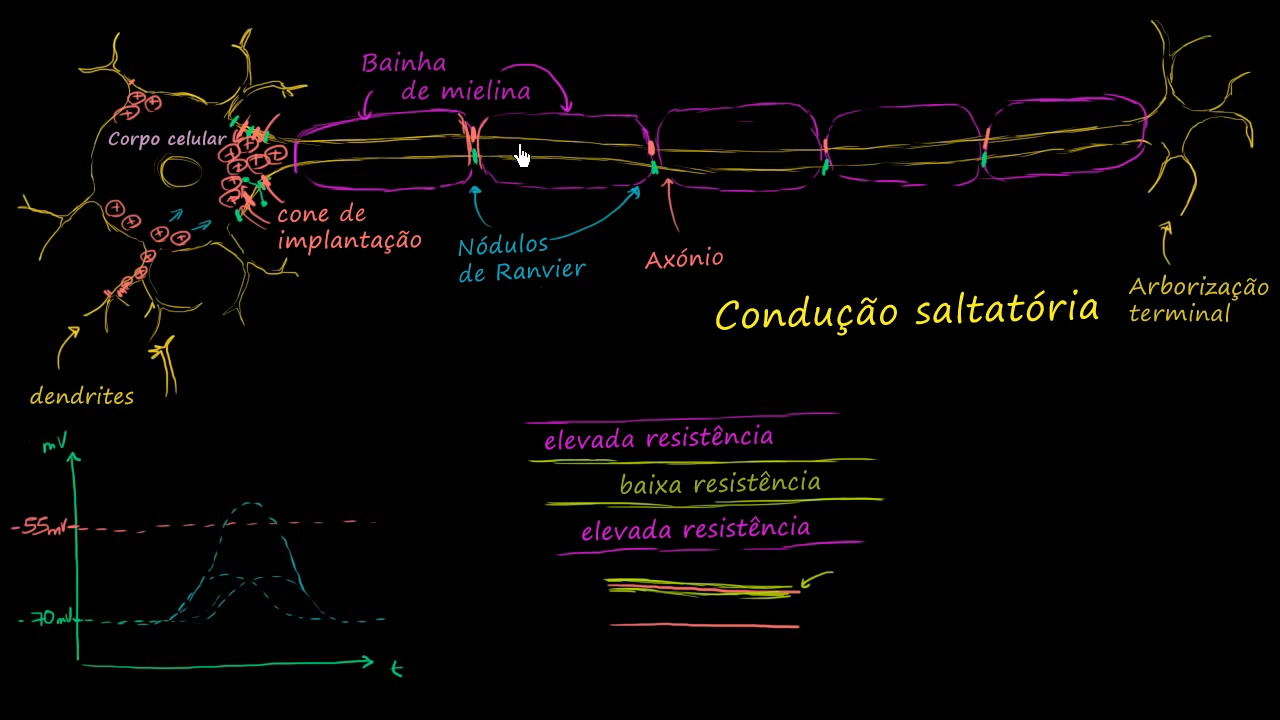 Bainha
de mielina
Corpo celular
cone de
implantação
Nódulos
de Ranvier
Axónio
Condução saltatória
Arborização
terminal
dendrites
mV
-55mV
-70mV
t
elevada resistência
baixa resistência
elevada resistência